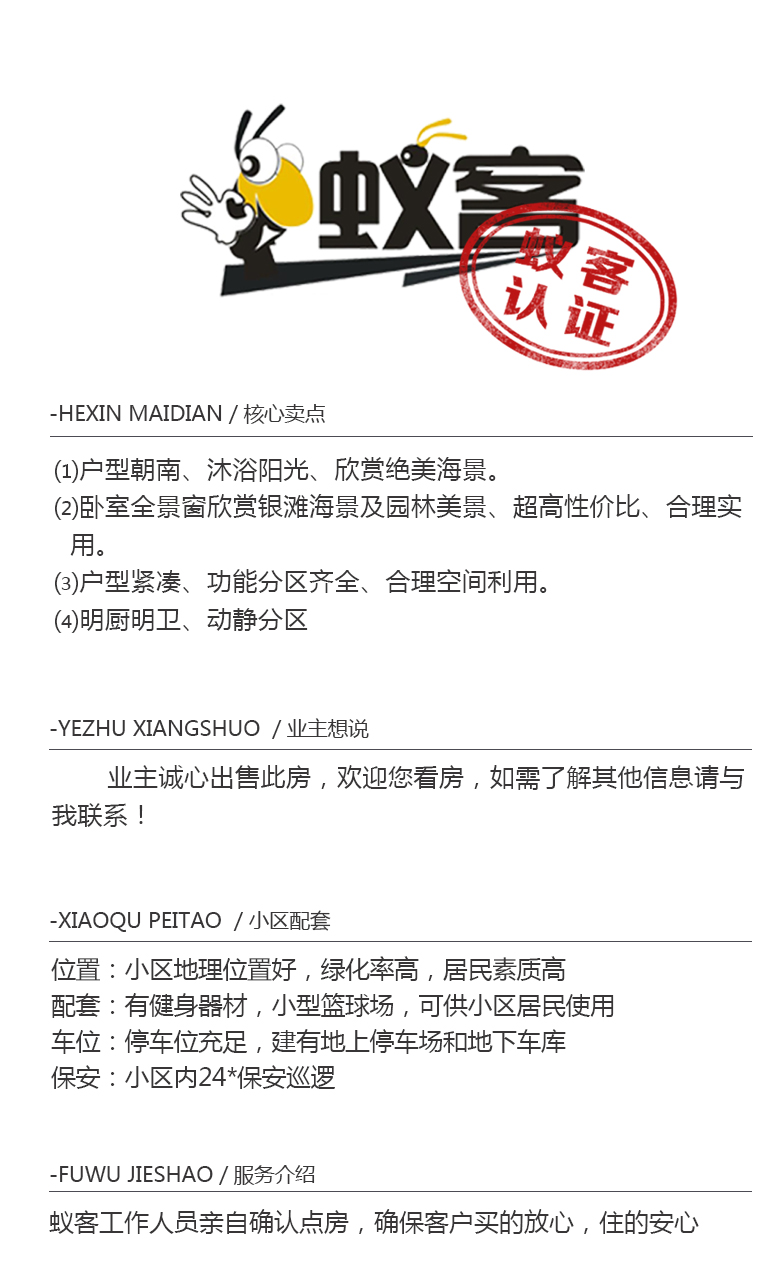 蚁客
蚁客
认证
-HEXIN MAIDIAN / 核心卖点
⑴户型朝南、沐浴阳光、欣赏绝美海景。
⑵卧室全景窗欣赏银滩海景及园林美景、超高性价比、合理实
用。
⑶户型紧凑、功能分区齐全、合理空间利用。
⑷明厨明卫、动静分区
-YEZHU XIANGSHUO / 业主想说
业主诚心出售此房，欢迎您看房，如需了解其他信息请与
我联系！
-XIAOQU PEITAO / 小区配套
位置：小区地理位置好，绿化率高，居民素质高
配套：有健身器材，小型篮球场，可供小区居民使用
车位：停车位充足，建有地上停车场和地下车库
保安：小区内24*保安巡逻
-FUWU JIESHAO / 服务介绍
蚁客工作人员亲自确认点房，确保客户买的放心，住的安心